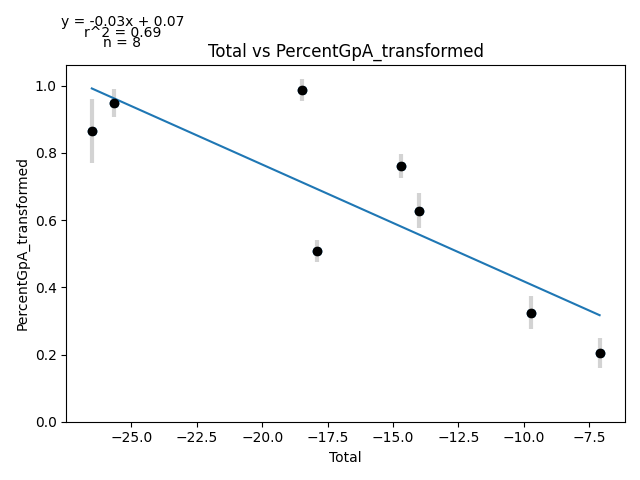 y = -0.03x + 0.07
r^2 = 0.69
n = 8
Total vs PercentGpA_transformed
PercentGpA_transformed
1.0
0.8
0.6
0.4
0.2
0.0
−25.0 −22.5 −20.0 −17.5 −15.0 −12.5 −10.0 −7.5
Total